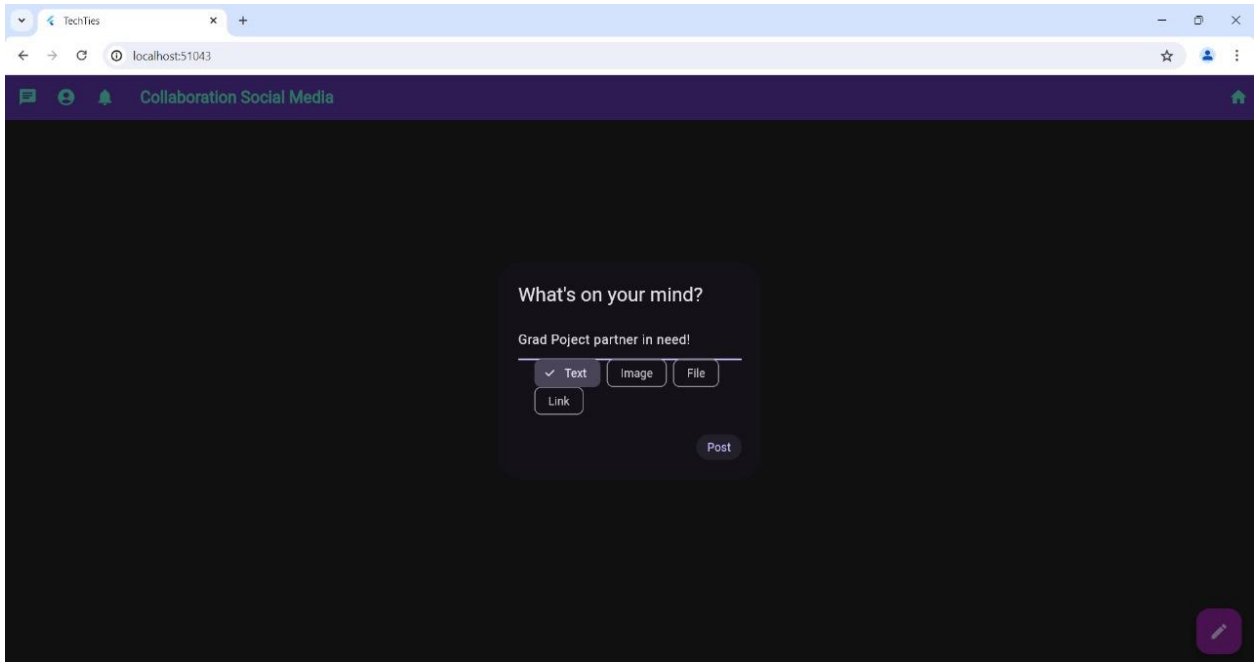 TechTies
localhost:51043
Collaboration Social Media
What's on your mind?
Grad Poject partner in need!
Text Image File
Link
Post